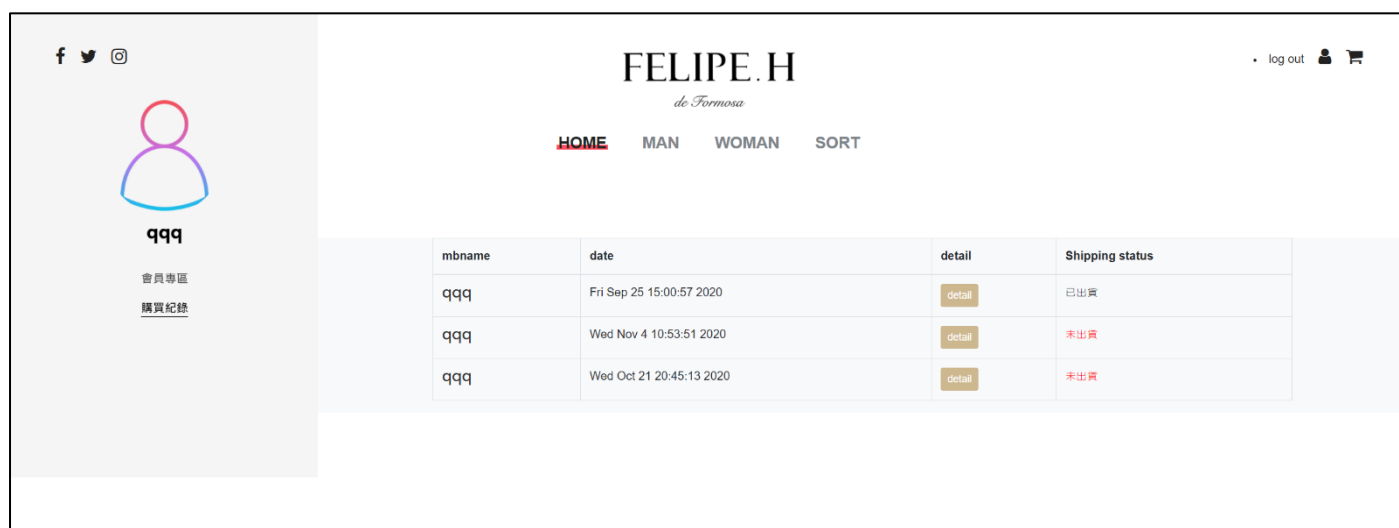 FELIPE.H
de Formosa
log out
HOME MAN WOMAN SORT
qqq
會員專區
購買紀錄
mbname date detail Shipping status
qqq Fri Sep 25 15:00:57 2020 detail 已出貨
qqq Wed Nov 4 10:53:51 2020 detail 未出貨
qqq Wed Oct 21 20:45:13 2020 detail 未出貨